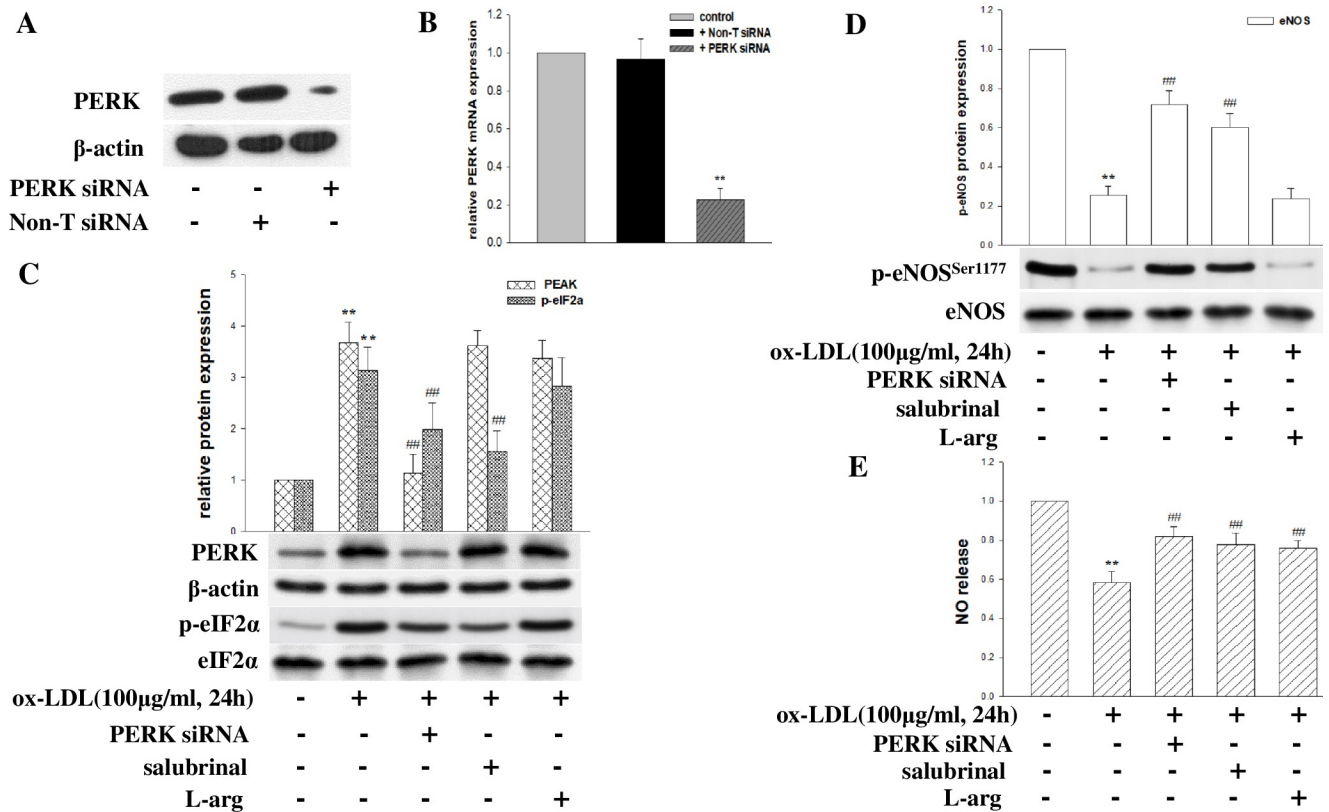 A
PERK
β-actin
PERK siRNA - - +
Non-T siRNA - + -
B
relative PERK mRNA expression
1.2
1.0
0.8
0.6
0.4
0.2
0.0
control
+ Non-T siRNA
+ PERK siRNA
**
C
relative protein expression
5
4
3
2
1
0
PEAK
p-eIF2a
** ** ## ## ##
PERK
β-actin
p-eIF2α
eIF2α
ox-LDL(100μg/ml, 24h) - + + + +
PERK siRNA - - + - -
salubrinal - - - + -
L-arg - - - - +
D
p-eNOS protein expression
1.2
1.0
0.8
0.6
0.4
0.2
0.0
eNOS
** ## ##
p-eNOSSer1177
eNOS
ox-LDL(100μg/ml, 24h) - + + + +
PERK siRNA - - + - -
salubrinal - - - + -
L-arg - - - - +
E
NO release
1.2
1.0
0.8
0.6
0.4
0.2
0.0
** ## ## ##
ox-LDL(100μg/ml, 24h) - + + + +
PERK siRNA - - + - -
salubrinal - - - + -
L-arg - - - - +